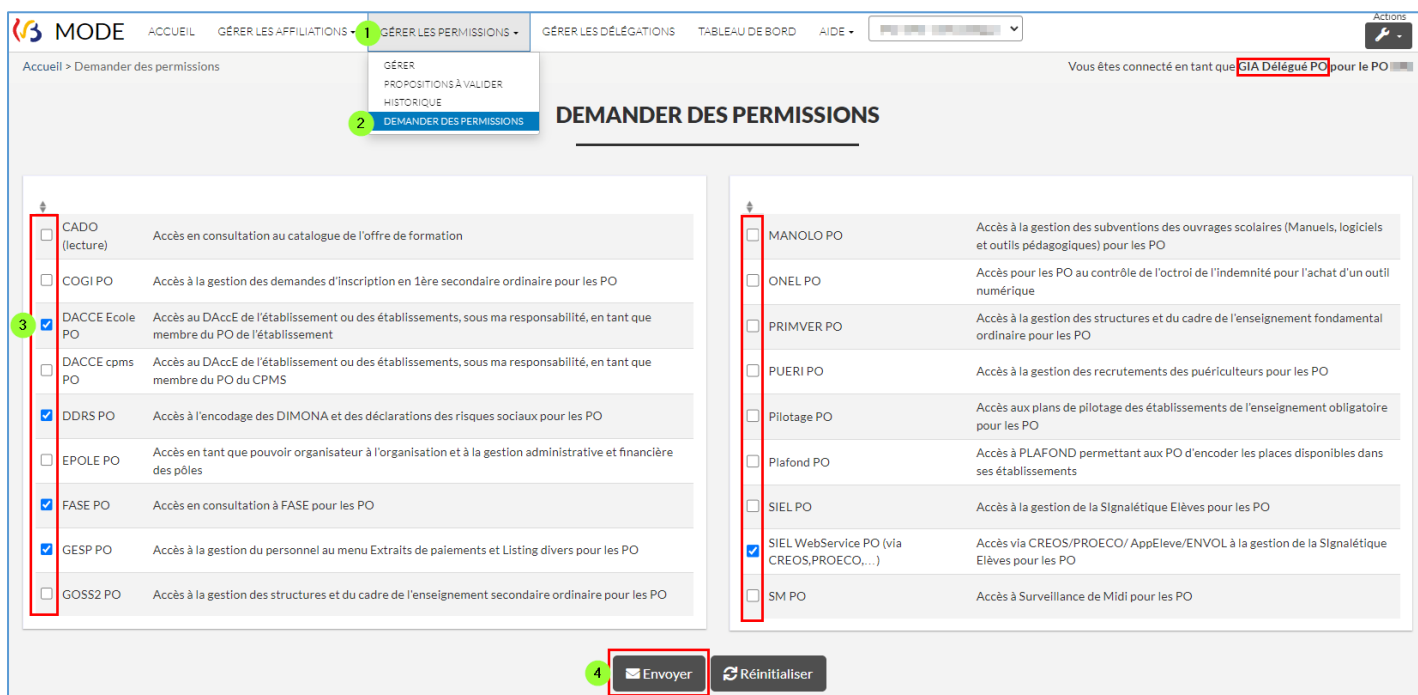 MODE
ACCUEIL
GÉRER LES AFFILIATIONS
1
GÉRER LES PERMISSIONS
GÉRER LES DÉLÉGATIONS
TABLEAU DE BORD
AIDE
Actions
Accueil > Demander des permissions
Vous êtes connecté en tant que GIA Délégué PO pour le PO
GÉRER
PROPOSITIONS À VALIDER
HISTORIQUE
2
DEMANDER DES PERMISSIONS
DEMANDER DES PERMISSIONS
CADO
(lecture)
Accès en consultation au catalogue de l'offre de formation
COGI PO
Accès à la gestion des demandes d'inscription en 1ère secondaire ordinaire pour les PO
3
DACCE Ecole
PO
Accès au DAccE de l'établissement ou des établissements, sous ma responsabilité, en tant que
membre du PO de l'établissement
DACCE cpms
PO
Accès au DAccE de l'établissement ou des établissements, sous ma responsabilité, en tant que
membre du PO du CPMS
DDRS PO
Accès à l'encodage des DIMONA et des déclarations des risques sociaux pour les PO
EPOLE PO
Accès en tant que pouvoir organisateur à l'organisation et à la gestion administrative et financière
des pôles
FASE PO
Accès en consultation à FASE pour les PO
GESP PO
Accès à la gestion du personnel au menu Extraits de paiements et Listing divers pour les PO
GOSS2 PO
Accès à la gestion des structures et du cadre de l'enseignement secondaire ordinaire pour les PO
MANOLO PO
Accès à la gestion des subventions des ouvrages scolaires (Manuels, logiciels
et outils pédagogiques) pour les PO
ONEL PO
Accès pour les PO au contrôle de l'octroi de l'indemnité pour l'achat d'un outil
numérique
PRIMVER PO
Accès à la gestion des structures et du cadre de l'enseignement fondamental
ordinaire pour les PO
PUERI PO
Accès à la gestion des recrutements des puériculteurs pour les PO
Pilotage PO
Accès aux plans de pilotage des établissements de l'enseignement obligatoire
pour les PO
Plafond PO
Accès à PLAFOND permettant aux PO d'encoder les places disponibles dans
ses établissements
SIEL PO
Accès à la gestion de la SIgnalétique Elèves pour les PO
SIEL WebService PO (via
CREOS,PROECO,...)
Accès via CREOS/PROECO/ AppEleve/ENVOL à la gestion de la SIgnalétique
Elèves pour les PO
SM PO
Accès à Surveillance de Midi pour les PO
4
Envoyer
Réinitialiser